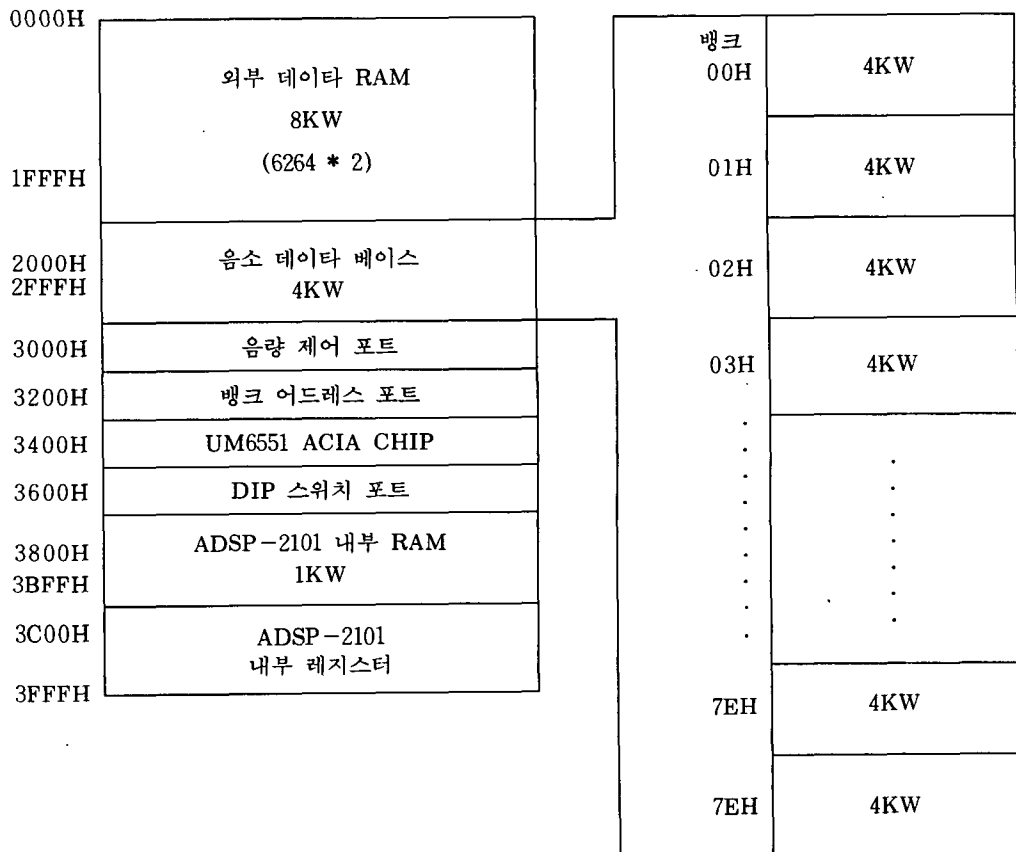 0000H
외부 데이타 RAM
8KW
(6264 * 2)
1FFFH
2000H
음소 데이타 베이스
2FFFH
4KW
3000H
음량 제어 포트
3200H
뱅크 어드레스 포트
3400H
UM6551 ACIA CHIP
3600H
DIP 스위치 포트
3800H
ADSP-2101 내부 RAM
3BFFH
1KW
3C00H
ADSP-2101
내부 레지스터
3FFFH
뱅크
00H 4KW
01H 4KW
02H 4KW
03H 4KW
7EH 4KW
7EH 4KW